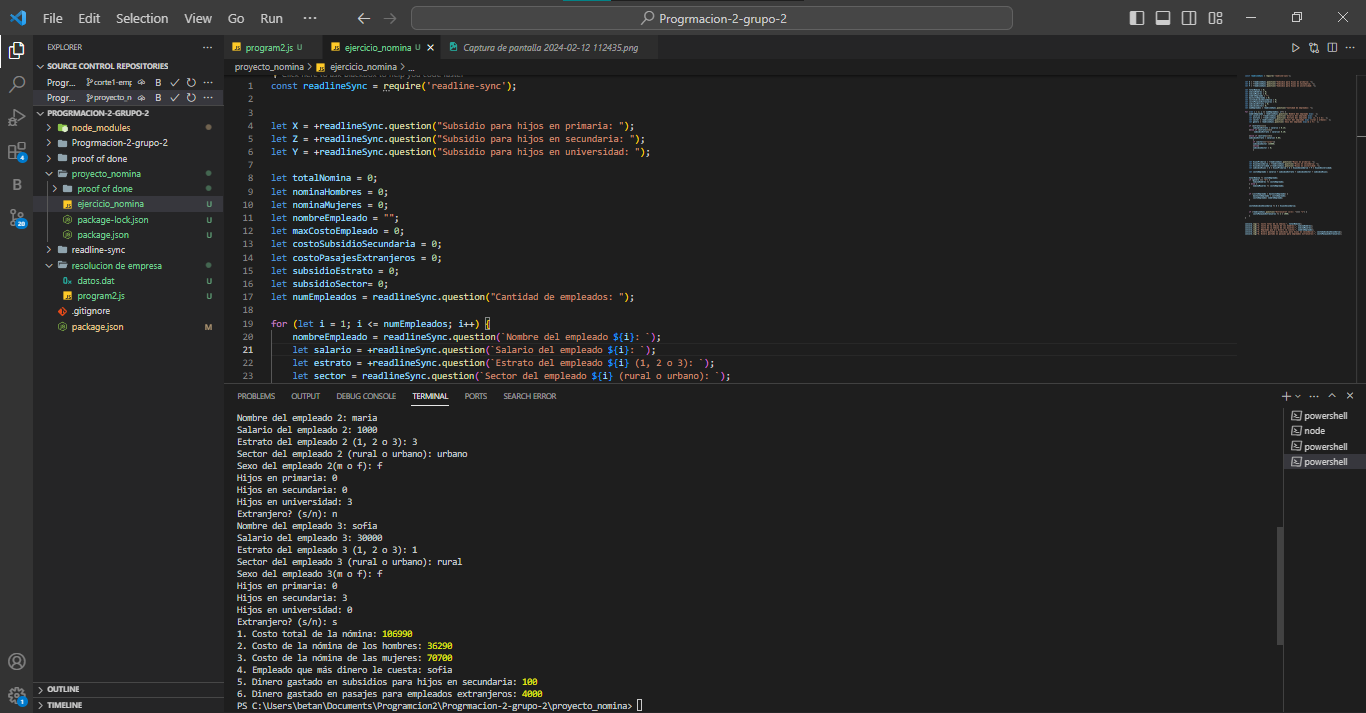 File Edit Selection View Go Run ···
Progrmacion-2-grupo-2
EXPLORER
SOURCE CONTROL REPOSITORIES
Progr... corte1-emp B
Progr... proyecto_n B
PROGRMACION-2-GRUPO-2
node_modules
Progrmacion-2-grupo-2
proof of done
proyecto_nomina
proof of done
ejercicio_nomina U
package-lock.json U
package.json U
readline-sync
resolucion de empresa
datos.dat U
program2.js U
.gitignore
package.json M
OUTLINE
TIMELINE
4
B
20
1
program2.js U ejercicio_nomina U Captura de pantalla 2024-02-12 112435.png
proyecto_nomina > ejercicio_nomina > ...
1 const readlineSync = require('readline-sync');
2
3
4 let X = +readlineSync.question("Subsidio para hijos en primaria: ");
5 let Z = +readlineSync.question("Subsidio para hijos en secundaria: ");
6 let Y = +readlineSync.question("Subsidio para hijos en universidad: ");
7
8 let totalNomina = 0;
9 let nominaHombres = 0;
10 let nominaMujeres = 0;
11 let nombreEmpleado = "";
12 let maxCostoEmpleado = 0;
13 let costoSubsidioSecundaria = 0;
14 let costoPasajesExtranjeros = 0;
15 let subsidioEstrato = 0;
16 let subsidioSector= 0;
17 let numEmpleados = readlineSync.question("Cantidad de empleados: ");
18
19 for (let i = 1; i <= numEmpleados; i++) {
20 nombreEmpleado = readlineSync.question(`Nombre del empleado ${i}: `);
21 let salario = +readlineSync.question(`Salario del empleado ${i}: `);
22 let estrato = +readlineSync.question(`Estrato del empleado ${i} (1, 2 o 3): `);
23 let sector = readlineSync.question(`Sector del empleado ${i} (rural o urbano): `);
PROBLEMS OUTPUT DEBUG CONSOLE TERMINAL PORTS SEARCH ERROR
Nombre del empleado 2: maria
Salario del empleado 2: 1000
Estrato del empleado 2 (1, 2 o 3): 3
Sector del empleado 2 (rural o urbano): urbano
Sexo del empleado 2(m o f): f
Hijos en primaria: 0
Hijos en secundaria: 0
Hijos en universidad: 3
Extranjero? (s/n): n
Nombre del empleado 3: sofia
Salario del empleado 3: 30000
Estrato del empleado 3 (1, 2 o 3): 1
Sector del empleado 3 (rural o urbano): rural
Sexo del empleado 3(m o f): f
Hijos en primaria: 0
Hijos en secundaria: 3
Hijos en universidad: 0
Extranjero? (s/n): s
1. Costo total de la nómina: 106990
2. Costo de la nómina de los hombres: 36290
3. Costo de la nómina de las mujeres: 70700
4. Empleado que más dinero le cuesta: sofia
5. Dinero gastado en subsidios para hijos en secundaria: 100
6. Dinero gastado en pasajes para empleados extranjeros: 4000
PS C:\Users\betan\Documents\Programcion2\Progrmacion-2-grupo-2\proyecto_nomina>
powershell
node
powershell
powershell